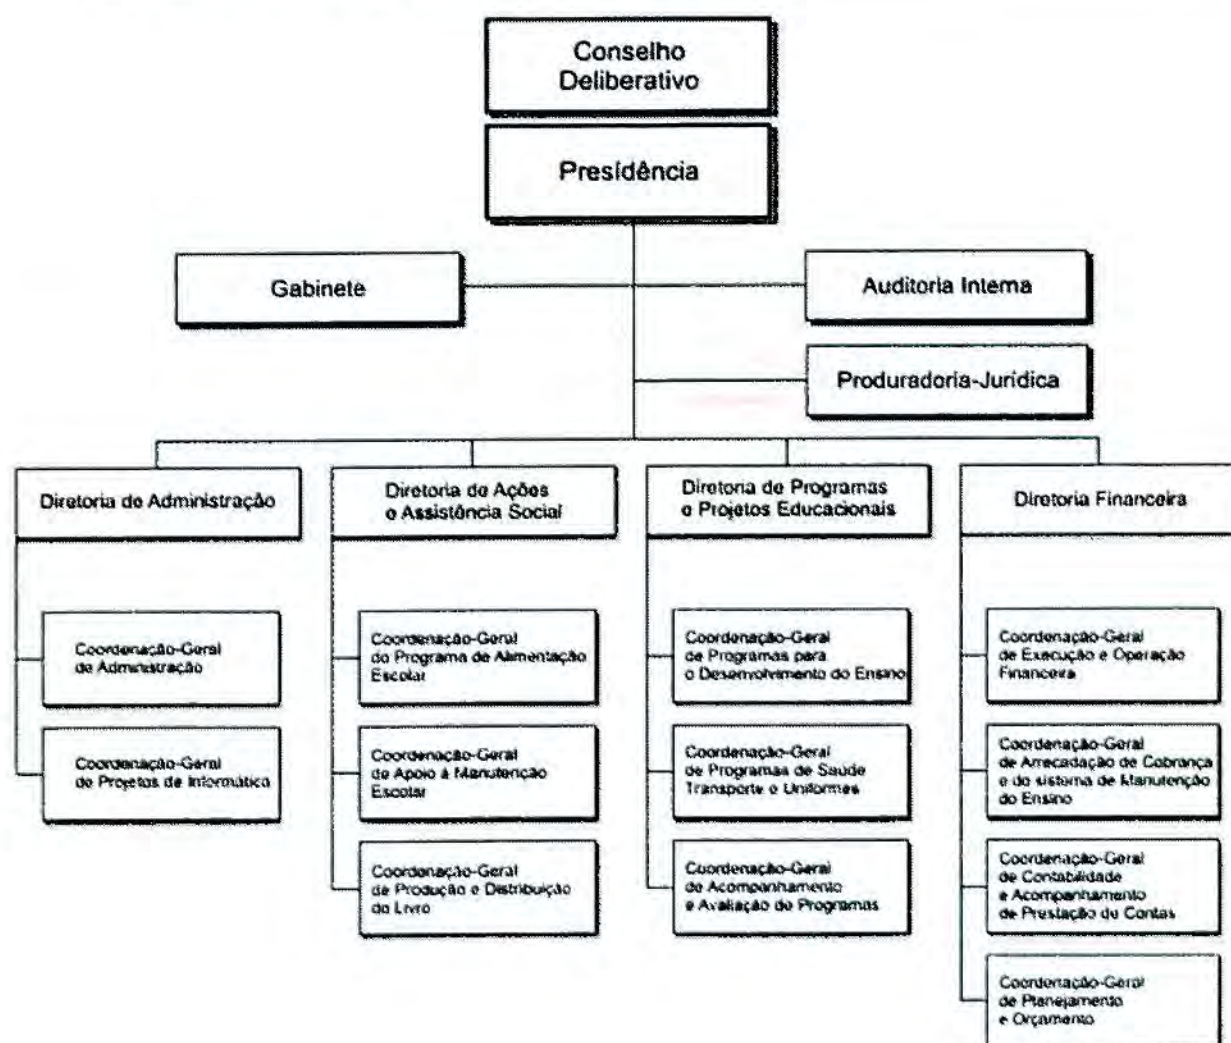 Conselho
Deliberativo
Presidência
Gabinete
Auditoria Interna
Produradoria-Jurídica
Diretoria de Administração
Diretoria de Ações
e Assistência Social
Diretoria de Programas
e Projetos Educacionais
Diretoria Financeira
Coordenação-Geral
de Administração
Coordenação-Geral
de Projetos de Informática
Coordenação-Geral
do Programa de Alimentação
Escolar
Coordenação-Geral
de Apoio à Manutenção
Escolar
Coordenação-Geral
de Produção e Distribuição
do Livro
Coordenação-Geral
de Programas para
o Desenvolvimento do Ensino
Coordenação-Geral
de Programas de Saúde
Transporte e Uniformes
Coordenação-Geral
de Acompanhamento
e Avaliação de Programas
Coordenação-Geral
de Execução e Operação
Financeira
Coordenação-Geral
de Arrecadação de Cobrança
e do sistema de Manutenção
do Ensino
Coordenação-Geral
de Contabilidade
e Acompanhamento
de Prestação de Contas
Coordenação-Geral
de Planejamento
e Orçamento